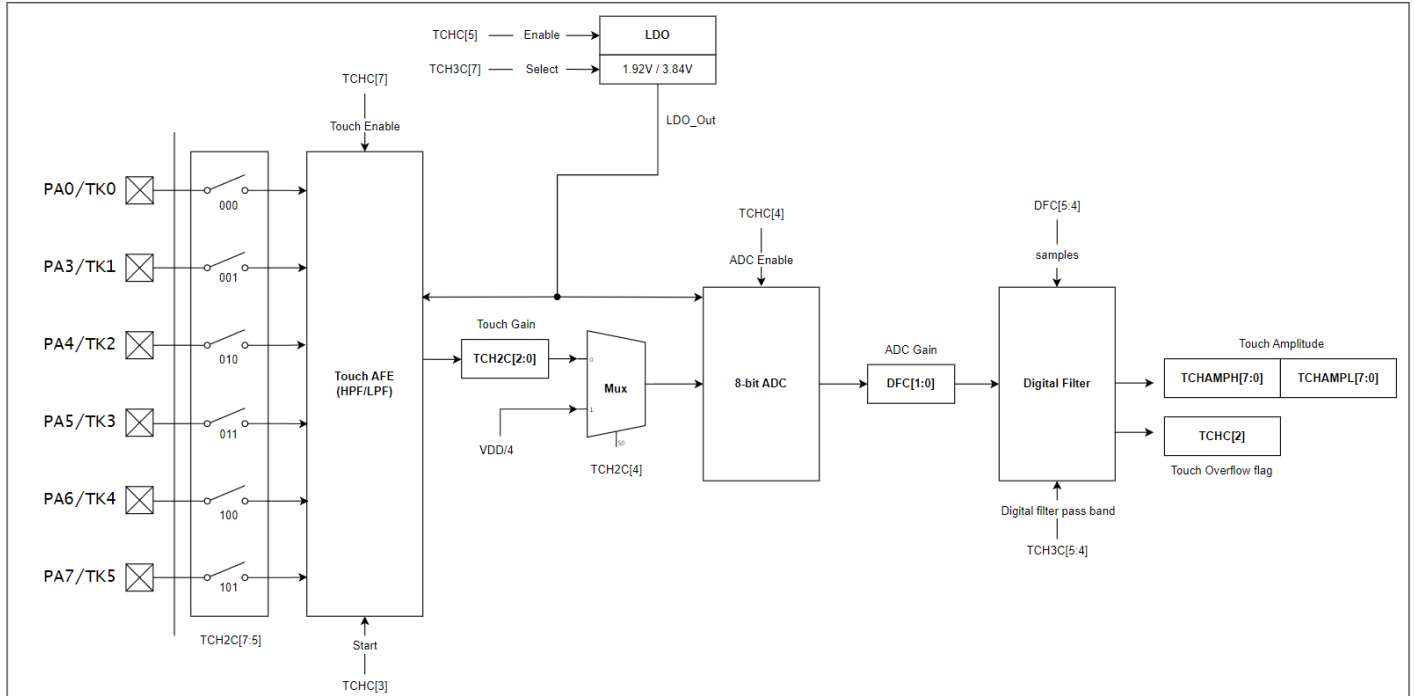 TCHC[5] Enable LDO
TCH3C[7] Select 1.92V / 3.84V
LDO_Out
TCHC[7]
Touch Enable
PA0/TK0
000
PA3/TK1
001
PA4/TK2
010
PA5/TK3
011
PA6/TK4
100
PA7/TK5
101
TCH2C[7:5]
Touch AFE
(HPF/LPF)
Start
TCHC[3]
Touch Gain
TCH2C[2:0]
VDD/4
0
Mux
1
S0
TCH2C[4]
TCHC[4]
ADC Enable
8-bit ADC
ADC Gain
DFC[1:0]
DFC[5:4]
samples
Digital Filter
Digital filter pass band
TCH3C[5:4]
Touch Amplitude
TCHAMPH[7:0] TCHAMPL[7:0]
TCHC[2]
Touch Overflow flag